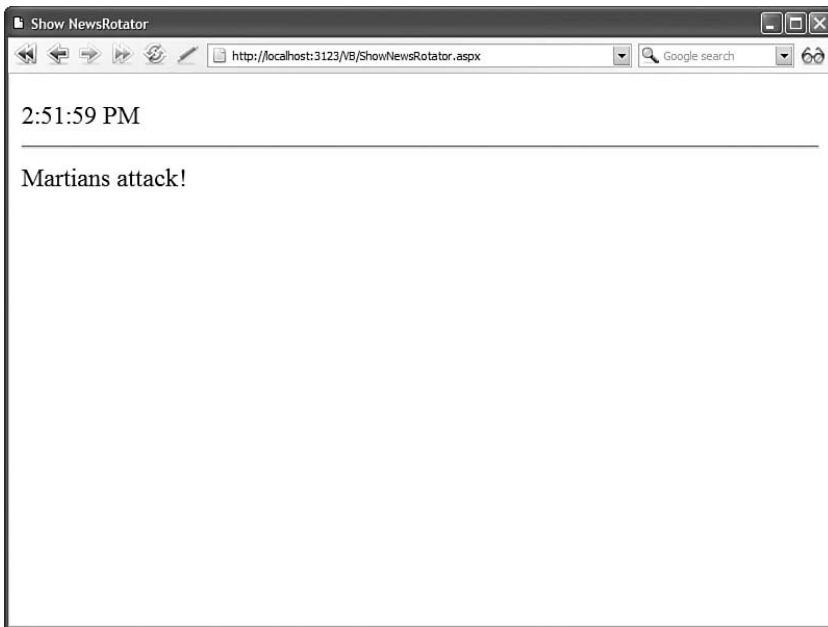 Show NewsRotator
http://localhost:3123/VB/ShowNewsRotator.aspx
Google search
2:51:59 PM
Martians attack!